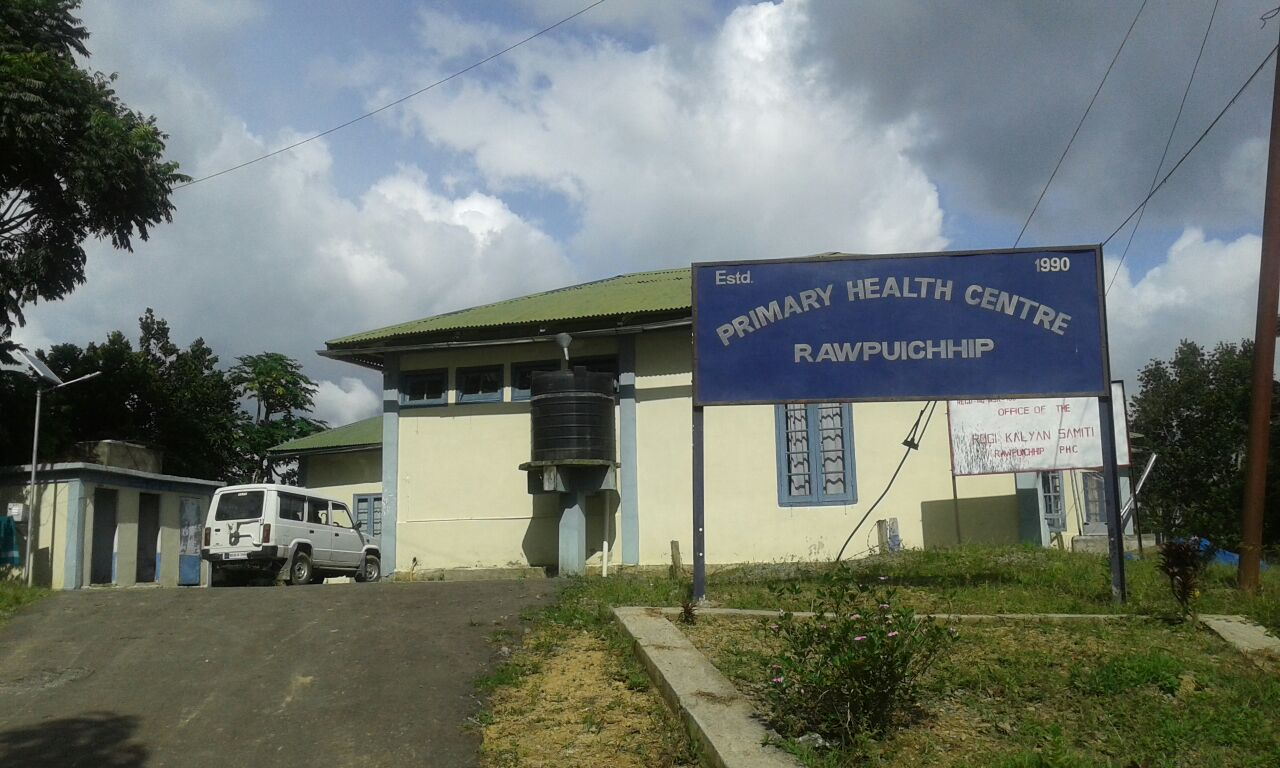 Estd. 1990
PRIMARY HEALTH CENTRE
RAWPUICHHIP
OFFICE OF THE
ROGI KALYAN SAMITI
RAWPUICHHIP PHC